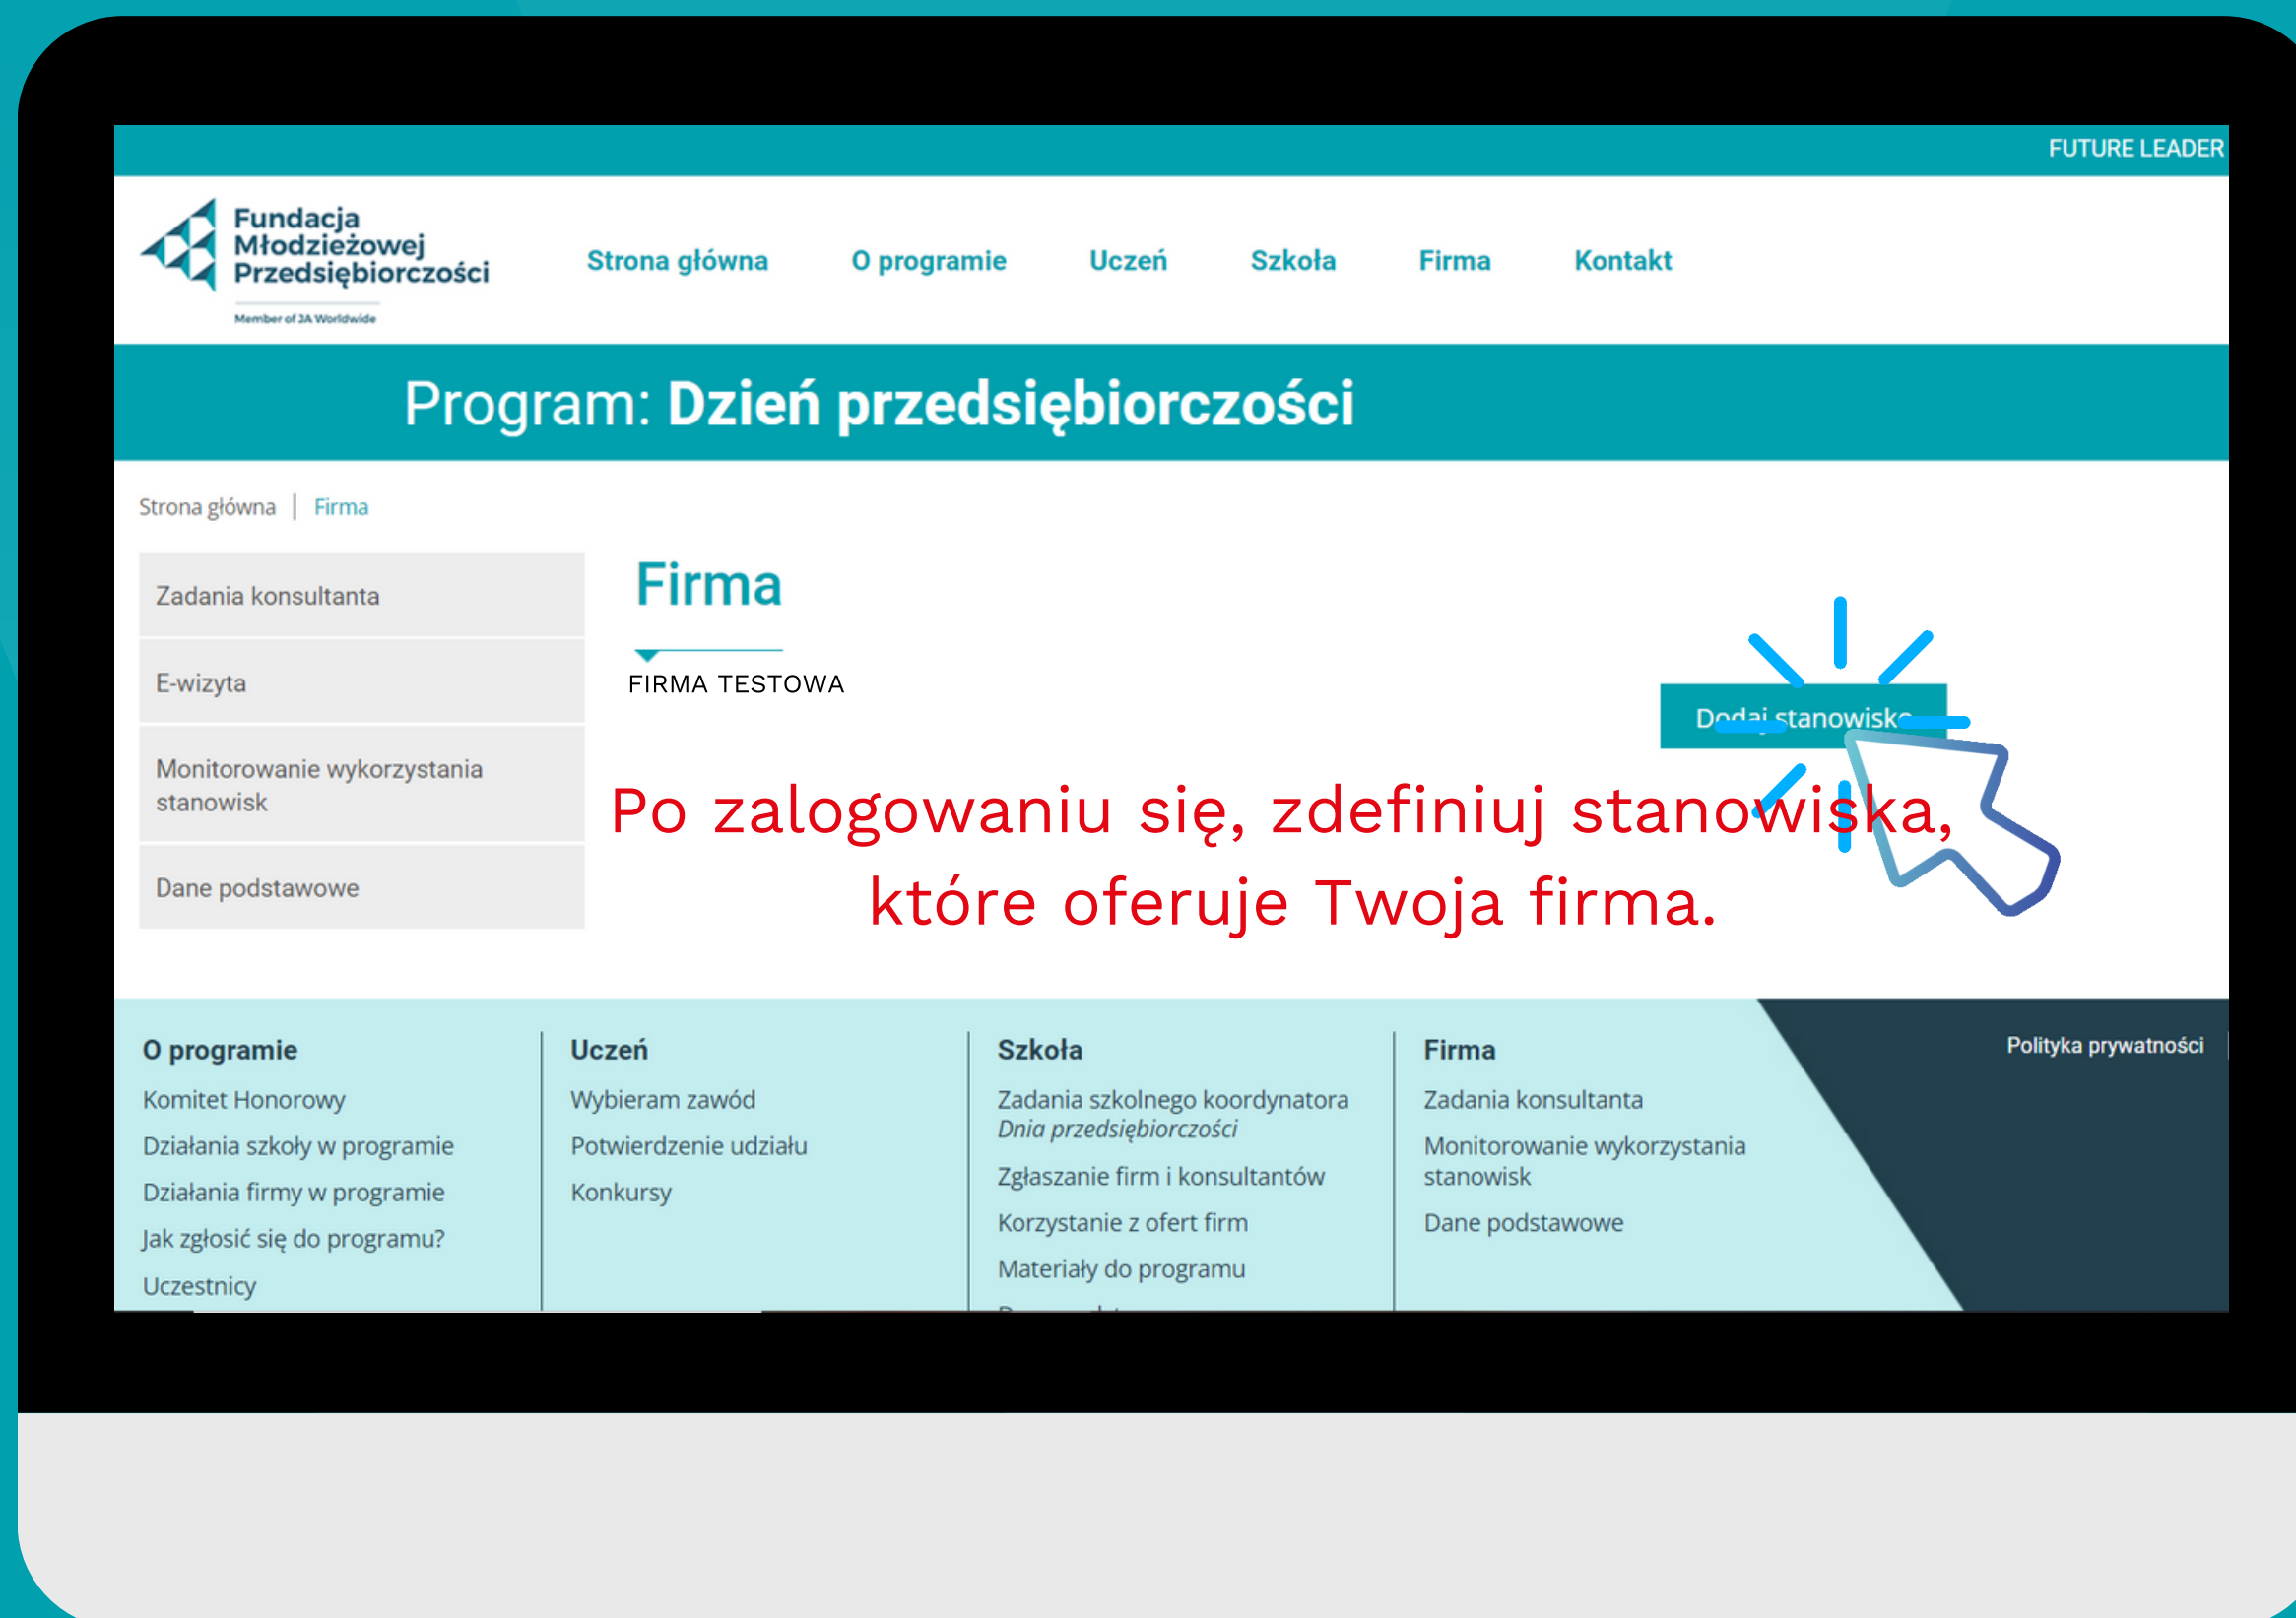 FUTURE LEADER
Fundacja
Młodzieżowej
Przedsiębiorczości
Member of JA Worldwide
Strona główna O programie Uczeń Szkoła Firma Kontakt
Program: Dzień przedsiębiorczości
Strona główna | Firma
Zadania konsultanta
E-wizyta
Monitorowanie wykorzystania
stanowisk
Dane podstawowe
Firma
FIRMA TESTOWA
Dodaj stanowisko
Po zalogowaniu się, zdefiniuj stanowiska,
które oferuje Twoja firma.
O programie
Komitet Honorowy
Działania szkoły w programie
Działania firmy w programie
Jak zgłosić się do programu?
Uczestnicy
Uczeń
Wybieram zawód
Potwierdzenie udziału
Konkursy
Szkoła
Zadania szkolnego koordynatora
Dnia przedsiębiorczości
Zgłaszanie firm i konsultantów
Korzystanie z ofert firm
Materiały do programu
Firma
Zadania konsultanta
Monitorowanie wykorzystania
stanowisk
Dane podstawowe
Polityka prywatności